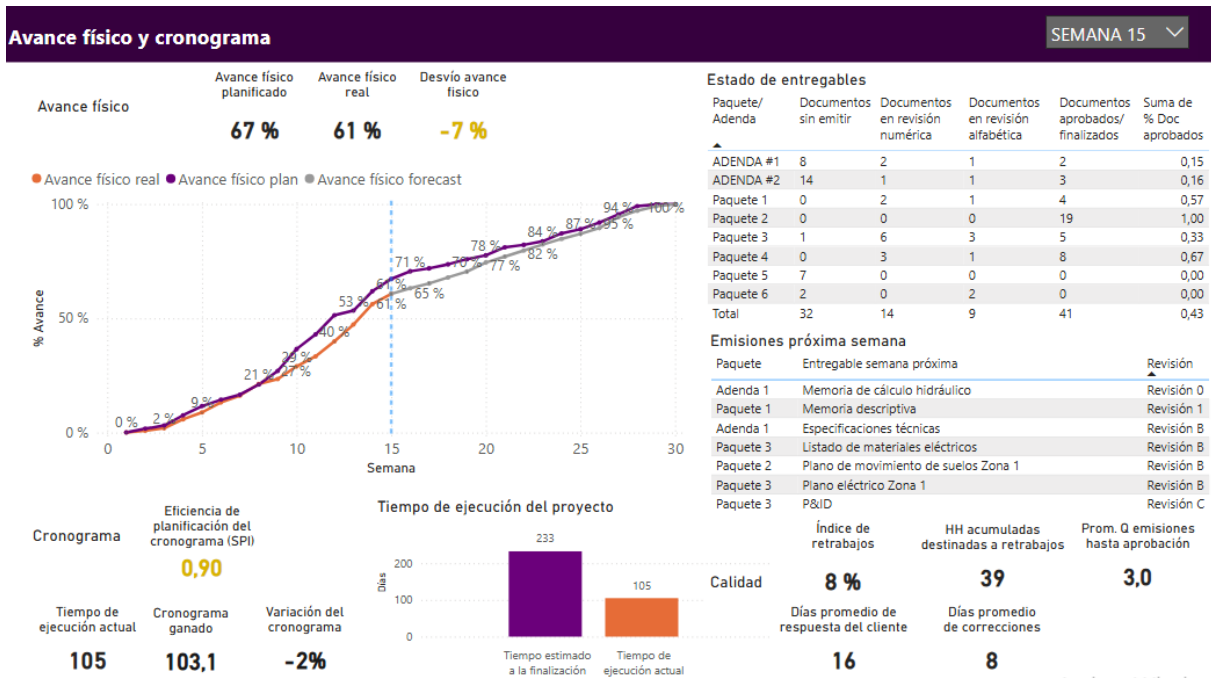 Avance físico y cronograma
SEMANA 15
Avance físico
Avance físico planificado
67 %
Avance físico real
61 %
Desvío avance fisico
-7 %
Avance físico real Avance físico plan Avance físico forecast
% Avance
100 %
50 %
0 %
0 %
2 %
9 %
21 %
29 %
27 %
40 %
53 %
61 %
61 %
71 %
65 %
70 %
78 %
77 %
84 %
82 %
87 %
94 %
95 %
100 %
0 5 10 15 20 25 30
Semana
Estado de entregables
Paquete/ Adenda | Documentos sin emitir | Documentos en revisión numérica | Documentos en revisión alfabética | Documentos aprobados/ finalizados | Suma de % Doc aprobados
ADENDA #1 8 2 1 2 0,15
ADENDA #2 14 1 1 3 0,16
Paquete 1 0 2 1 4 0,57
Paquete 2 0 0 0 19 1,00
Paquete 3 1 6 3 5 0,33
Paquete 4 0 3 1 8 0,67
Paquete 5 7 0 0 0 0,00
Paquete 6 2 0 2 0 0,00
Total 32 14 9 41 0,43
Emisiones próxima semana
Paquete Entregable semana próxima Revisión
Adenda 1 Memoria de cálculo hidráulico Revisión 0
Paquete 1 Memoria descriptiva Revisión 1
Adenda 1 Especificaciones técnicas Revisión B
Paquete 3 Listado de materiales eléctricos Revisión B
Paquete 2 Plano de movimiento de suelos Zona 1 Revisión B
Paquete 3 Plano eléctrico Zona 1 Revisión B
Paquete 3 P&ID Revisión C
Cronograma
Eficiencia de planificación del cronograma (SPI)
0,90
Tiempo de ejecución actual
105
Cronograma ganado
103,1
Variación del cronograma
-2%
Tiempo de ejecución del proyecto
Días
200
100
0
233
105
Tiempo estimado a la finalización
Tiempo de ejecución actual
Calidad
Índice de retrabajos
8 %
HH acumuladas destinadas a retrabajos
39
Prom. Q emisiones hasta aprobación
3,0
Días promedio de respuesta del cliente
16
Días promedio de correcciones
8